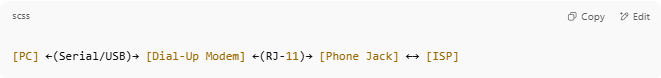 scss
Copy
Edit
[PC] ←(Serial/USB)→ [Dial-Up Modem] ←(RJ-11)→ [Phone Jack] ↔ [ISP]